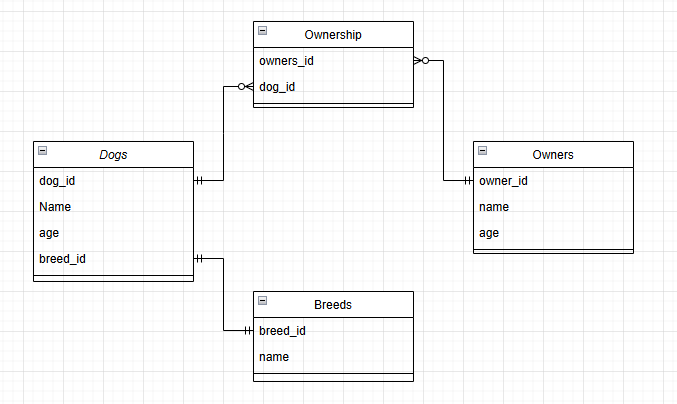 Ownership
owners_id
dog_id
Dogs
dog_id
Name
age
breed_id
Owners
owner_id
name
age
Breeds
breed_id
name